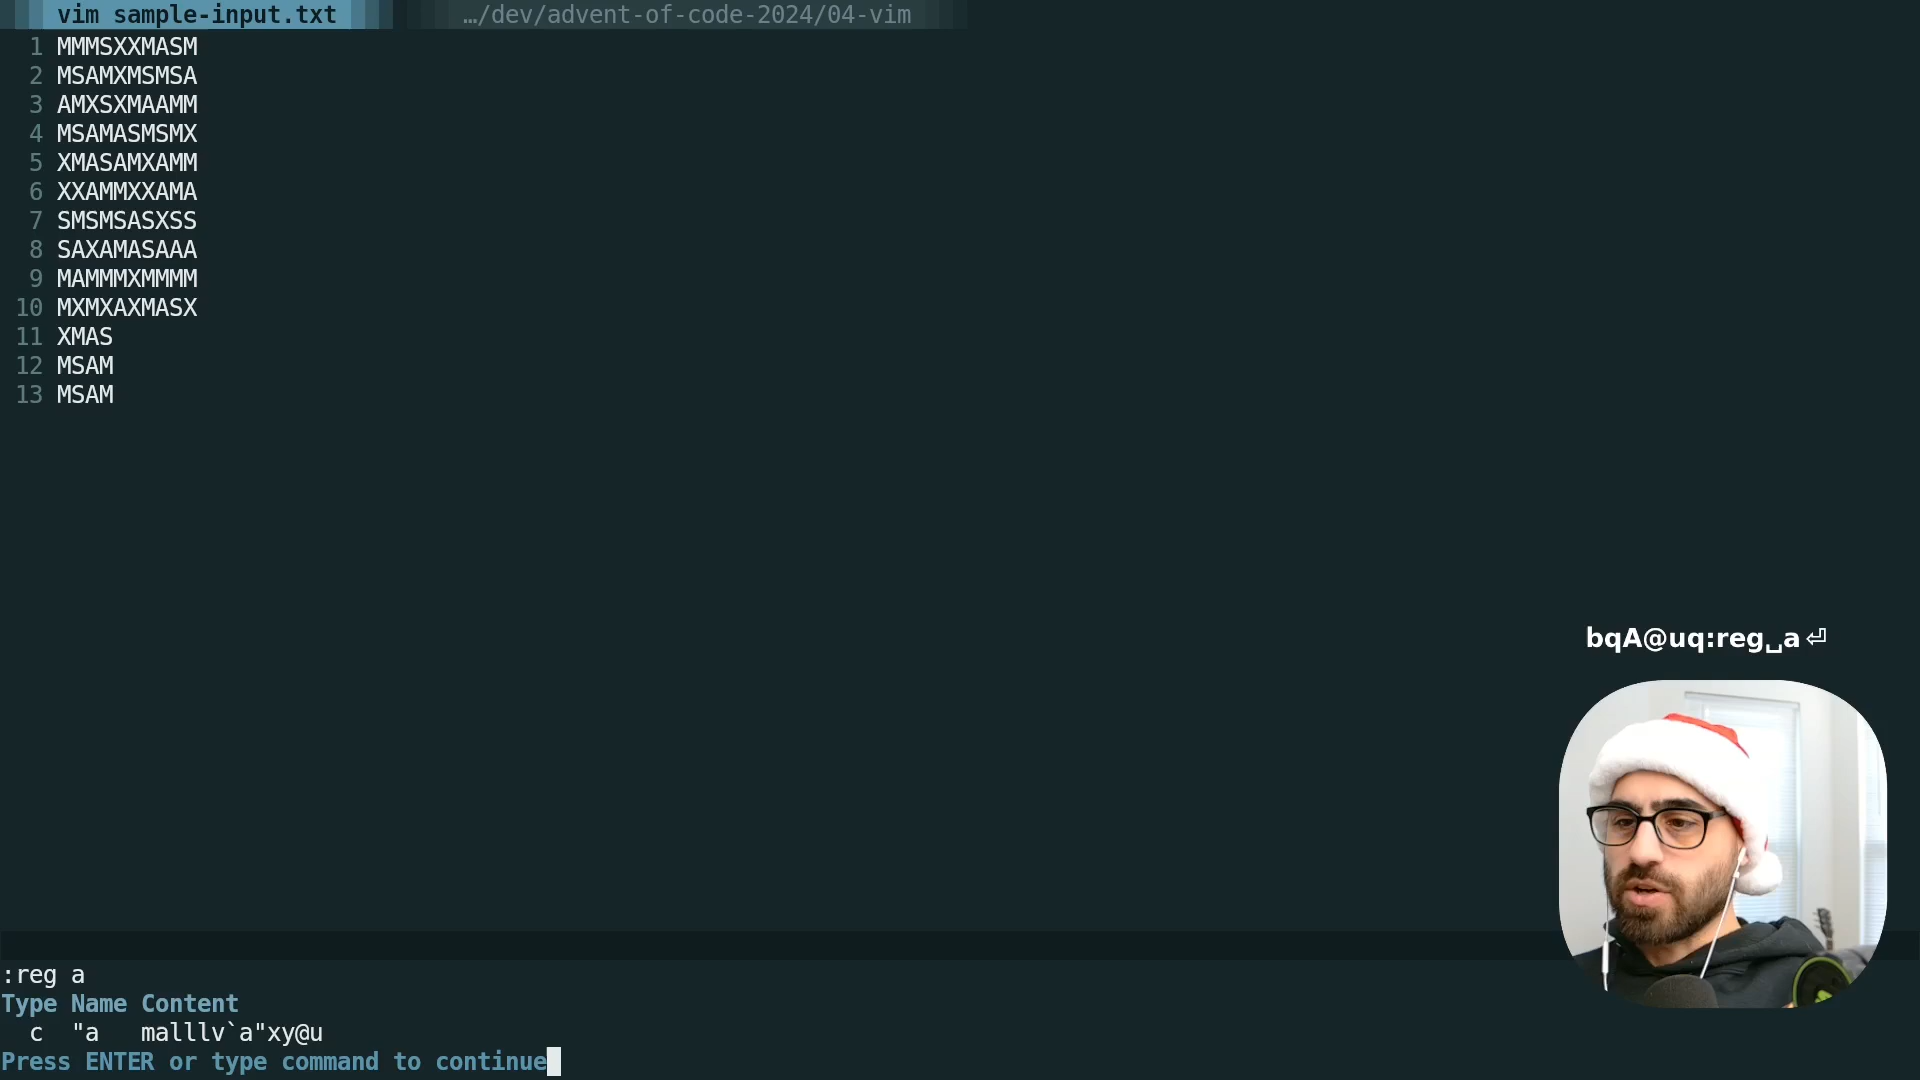 vim sample-input.txt …/dev/advent-of-code-2024/04-vim
1 MMMSXXMASM
2 MSAMXMSMSA
3 AMXSXMAAMM
4 MSAMASMSMX
5 XMASAMXAMM
6 XXAMMXXAMA
7 SMSMSASXSS
8 SAXAMASAAA
9 MAMMMXMMMM
10 MXMXAXMASX
11 XMAS
12 MSAM
13 MSAM
bqA@uq:reg␣a⏎
:reg a
Type Name Content
c "a malllv`a"xy@u
Press ENTER or type command to continue